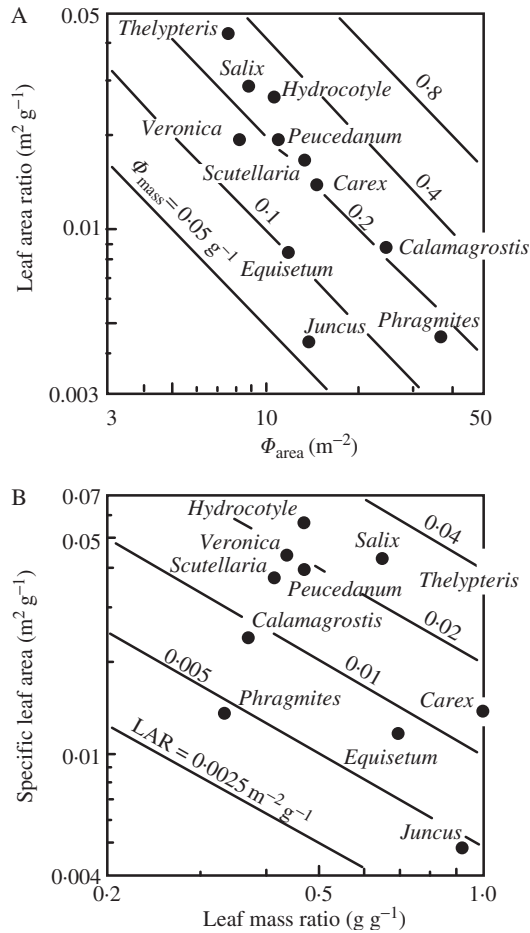 A
Leaf area ratio (m² g⁻¹)
0·05
0·01
0·003
Thelypteris
Salix
Hydrocotyle
0·8
Veronica
Peucedanum
Scutellaria
Carex
0·4
Φmass = 0·05 g⁻¹
0·1
0·2
Calamagrostis
Equisetum
Juncus
Phragmites
3
10
50
Φarea (m⁻²)
B
Specific leaf area (m² g⁻¹)
0·07
0·05
0·01
0·004
Hydrocotyle
Veronica
Salix
0·04
Scutellaria
Peucedanum
Thelypteris
Calamagrostis
0·02
0·005
0·01
Phragmites
Carex
LAR = 0·0025 m⁻² g⁻¹
Equisetum
Juncus
0·2
0·5
1·0
Leaf mass ratio (g g⁻¹)